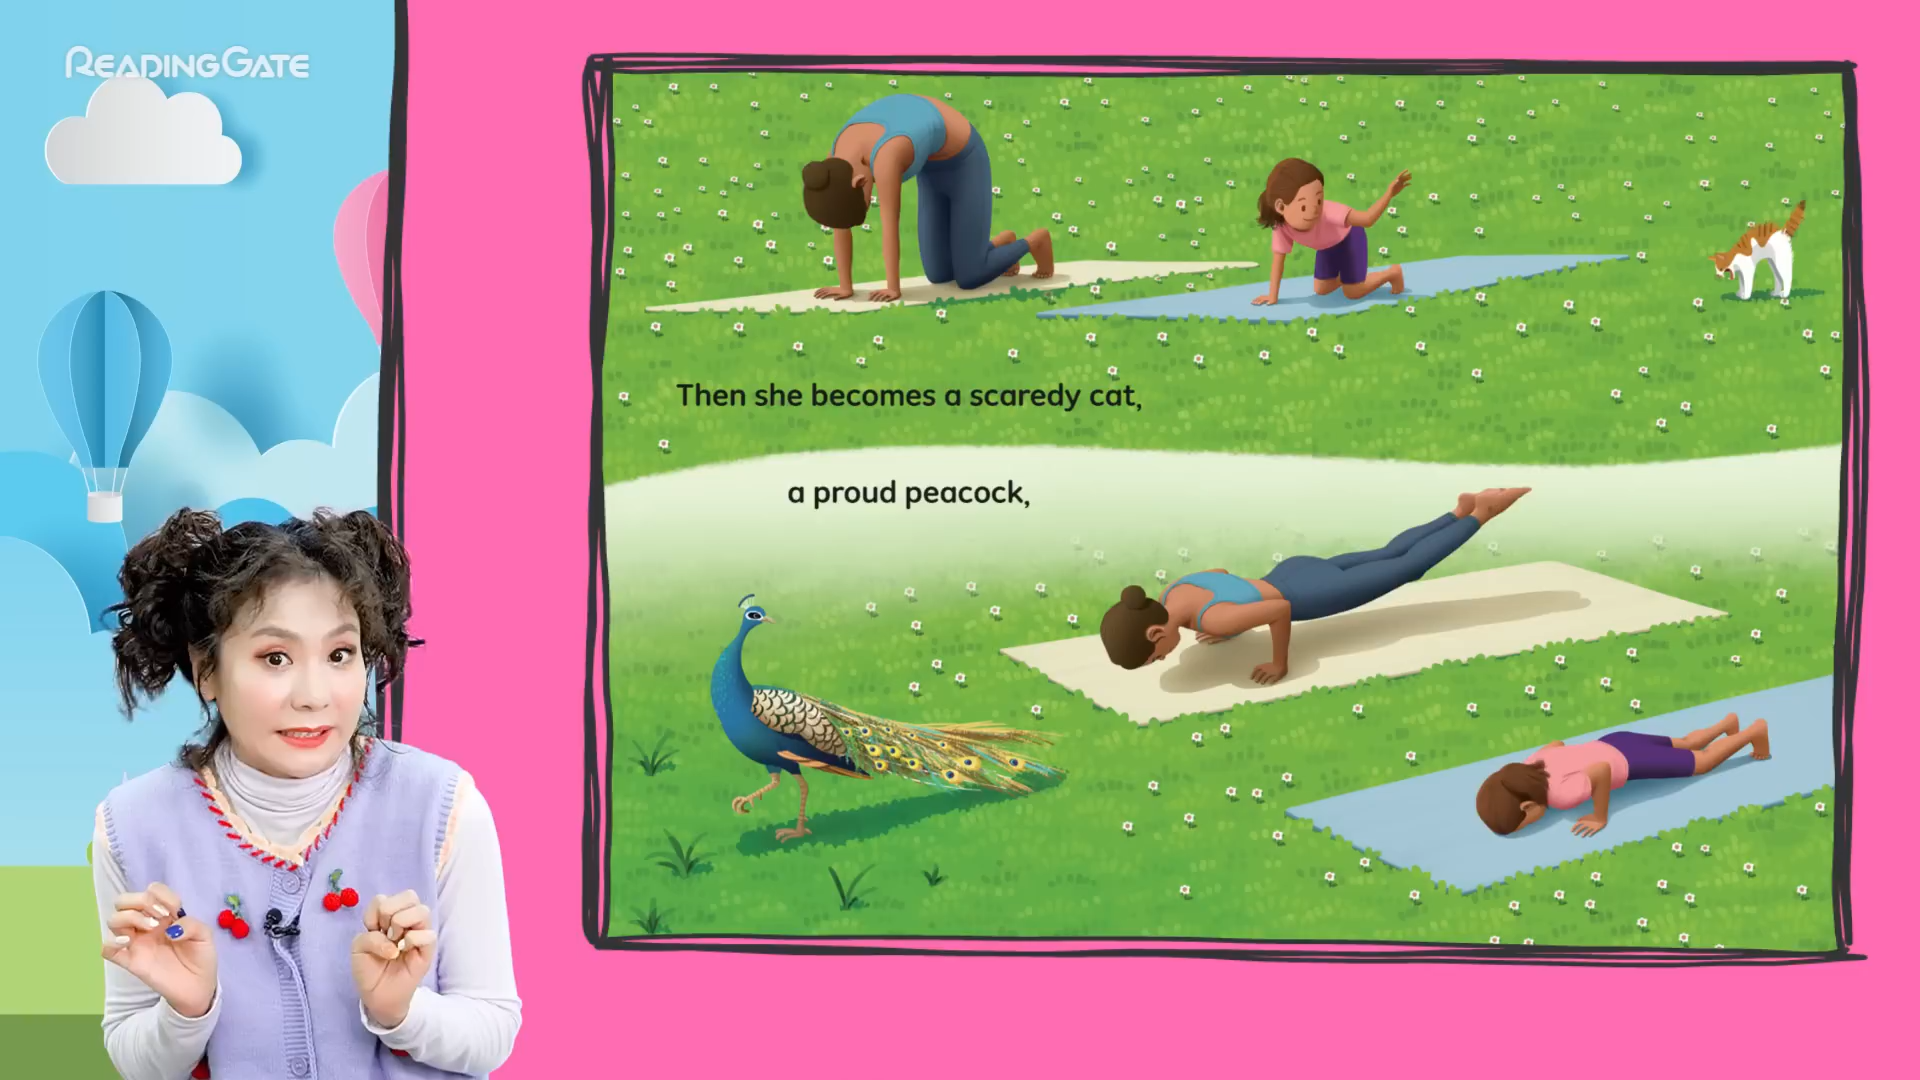 READINGGATE
Then she becomes a scaredy cat,
a proud peacock,